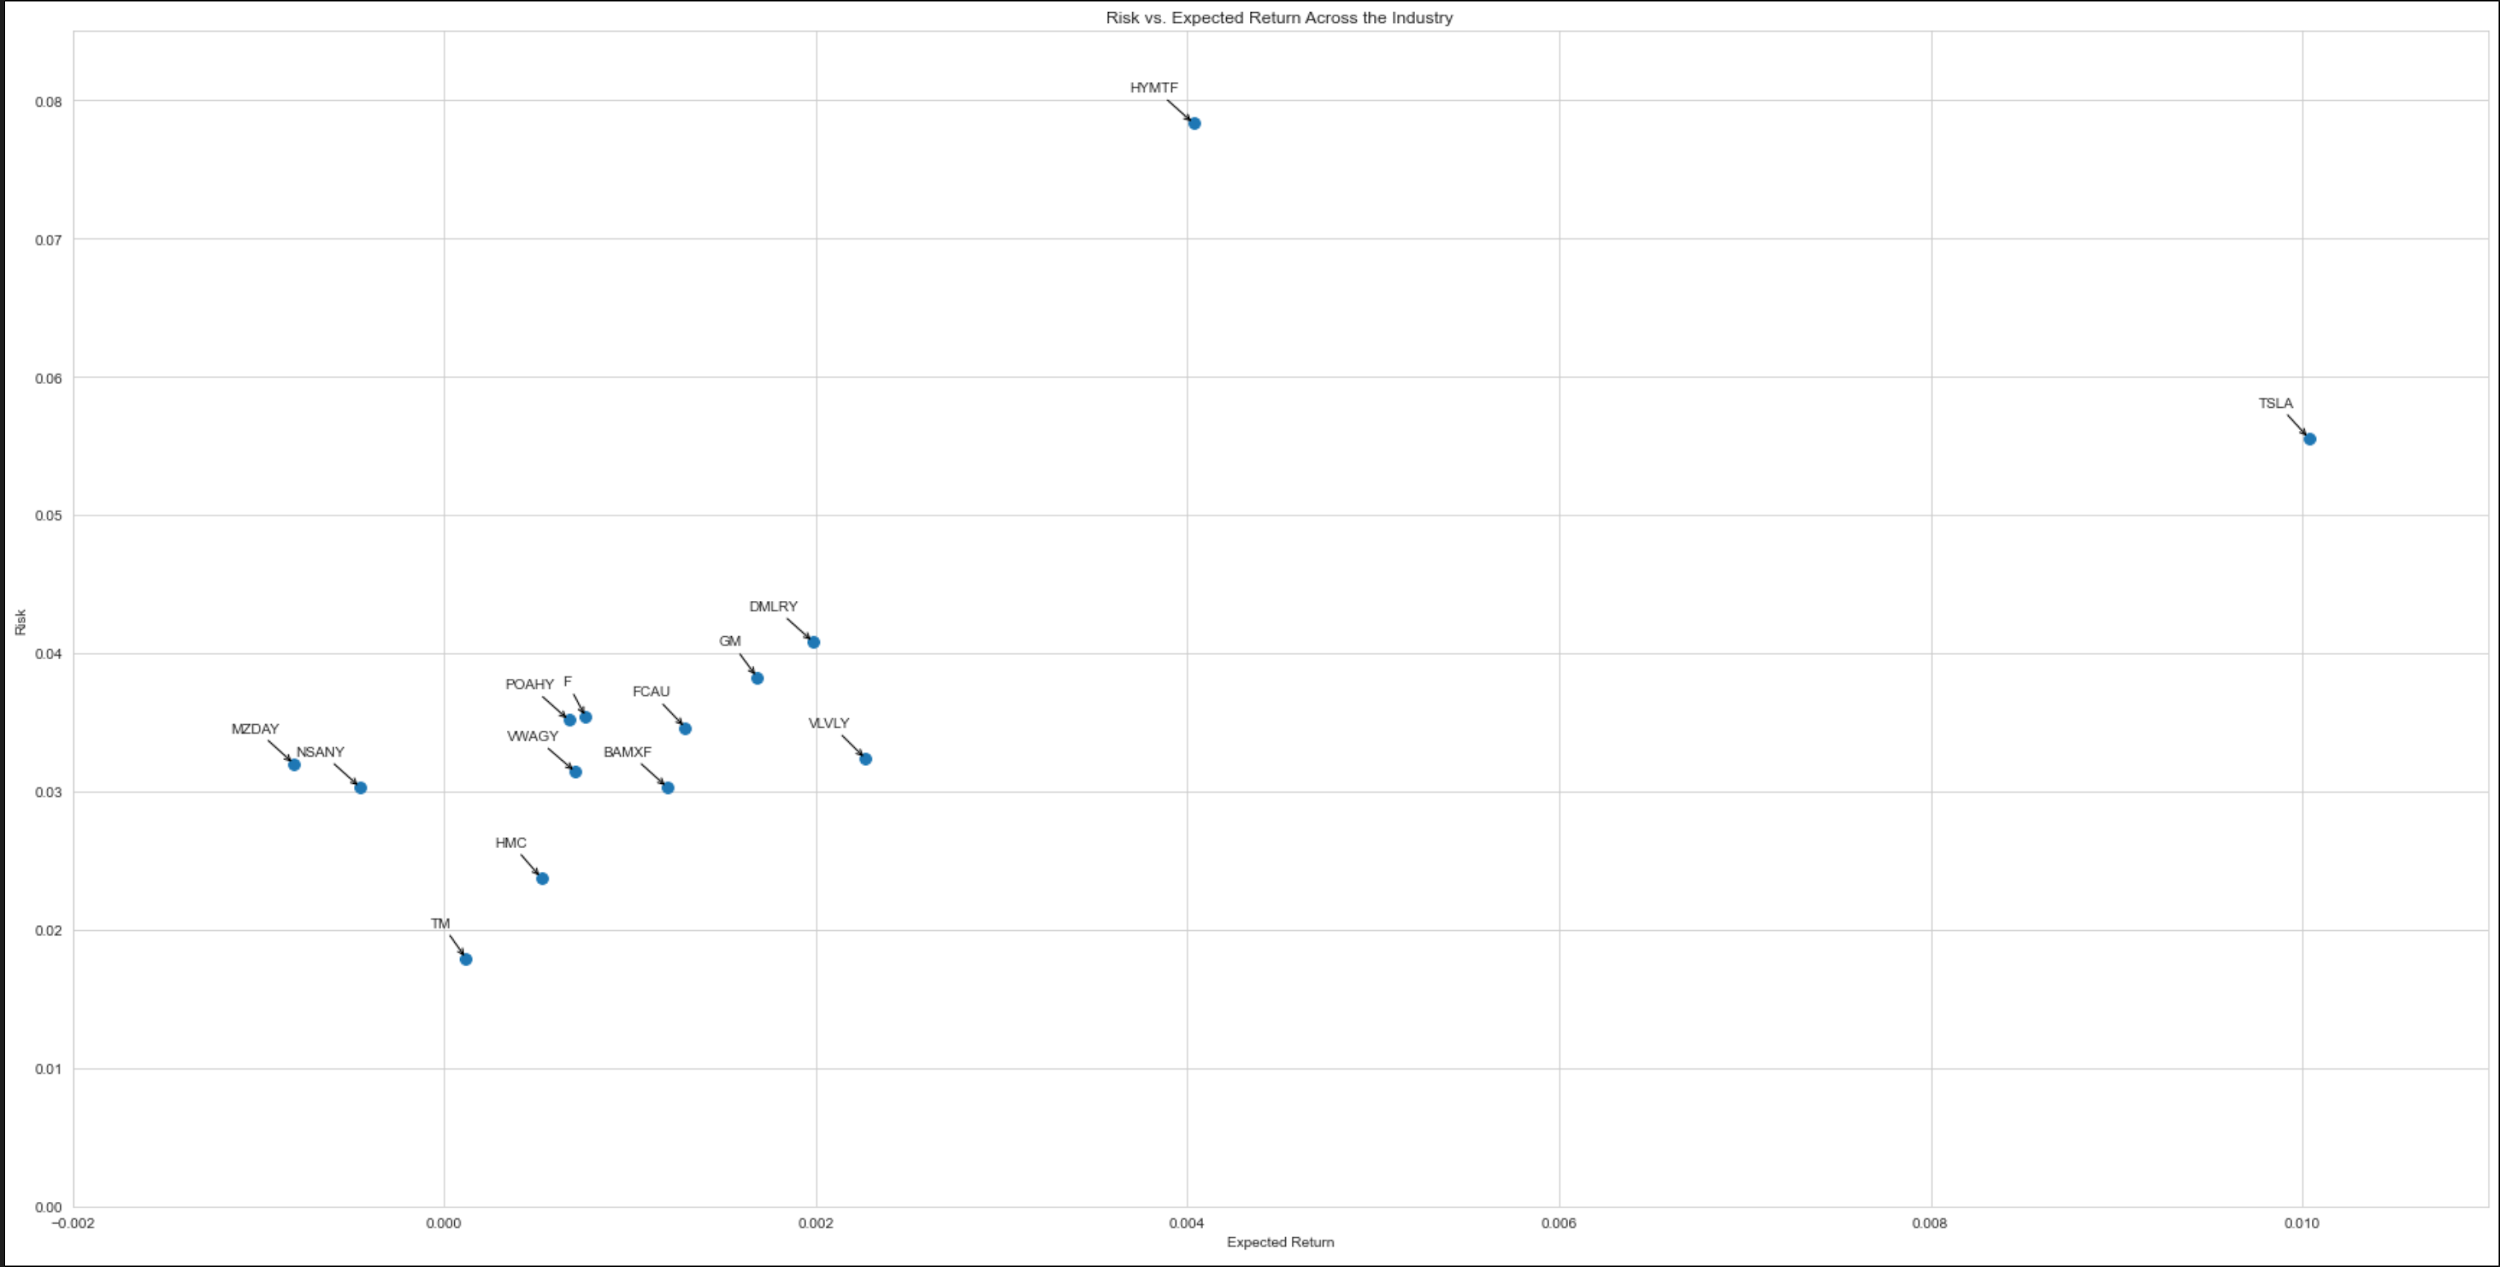 Risk vs. Expected Return Across the Industry
HYMTF
0.08
0.07
0.06
TSLA
0.05
DMLRY
Risk
GM
0.04
POAHY F
FCAU
VLVLY
MZDAY
VWAGY
NSANY
BAMXF
0.03
HMC
TM
0.02
0.01
0.00
−0.002 0.000 0.002 0.004 0.006 0.008 0.010
Expected Return